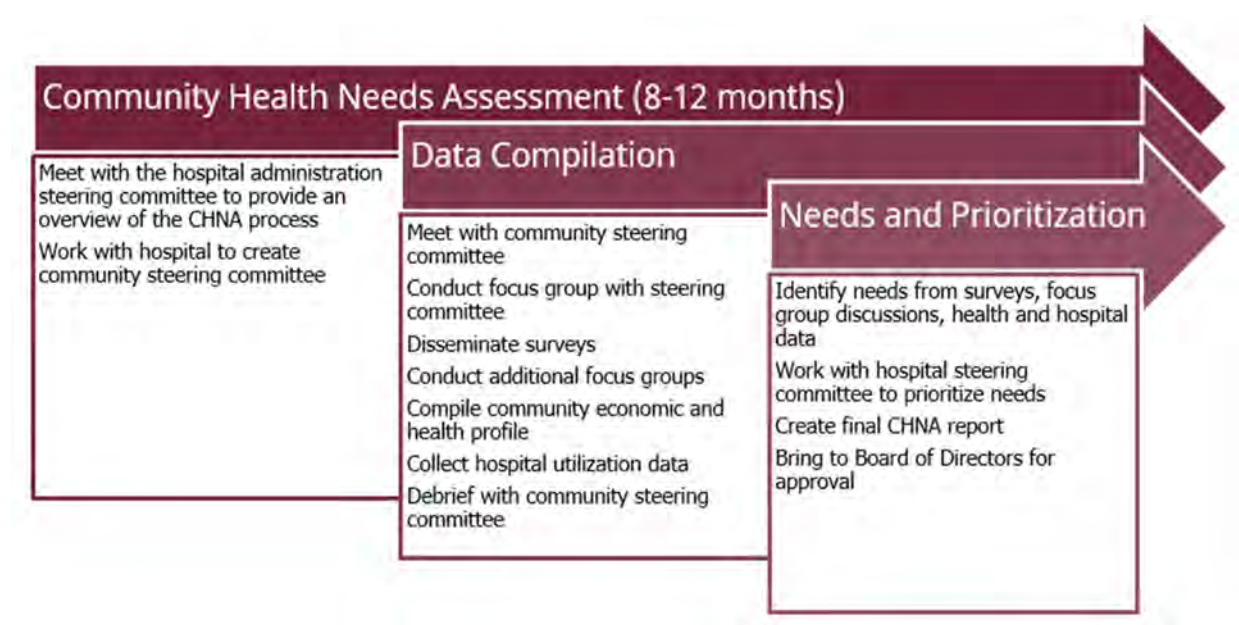 Community Health Needs Assessment (8-12 months)
Meet with the hospital administration
steering committee to provide an
overview of the CHNA process
Work with hospital to create
community steering committee
Data Compilation
Meet with community steering
committee
Conduct focus group with steering
committee
Disseminate surveys
Conduct additional focus groups
Compile community economic and
health profile
Collect hospital utilization data
Debrief with community steering
committee
Needs and Prioritization
Identify needs from surveys, focus
group discussions, health and hospital
data
Work with hospital steering
committee to prioritize needs
Create final CHNA report
Bring to Board of Directors for
approval